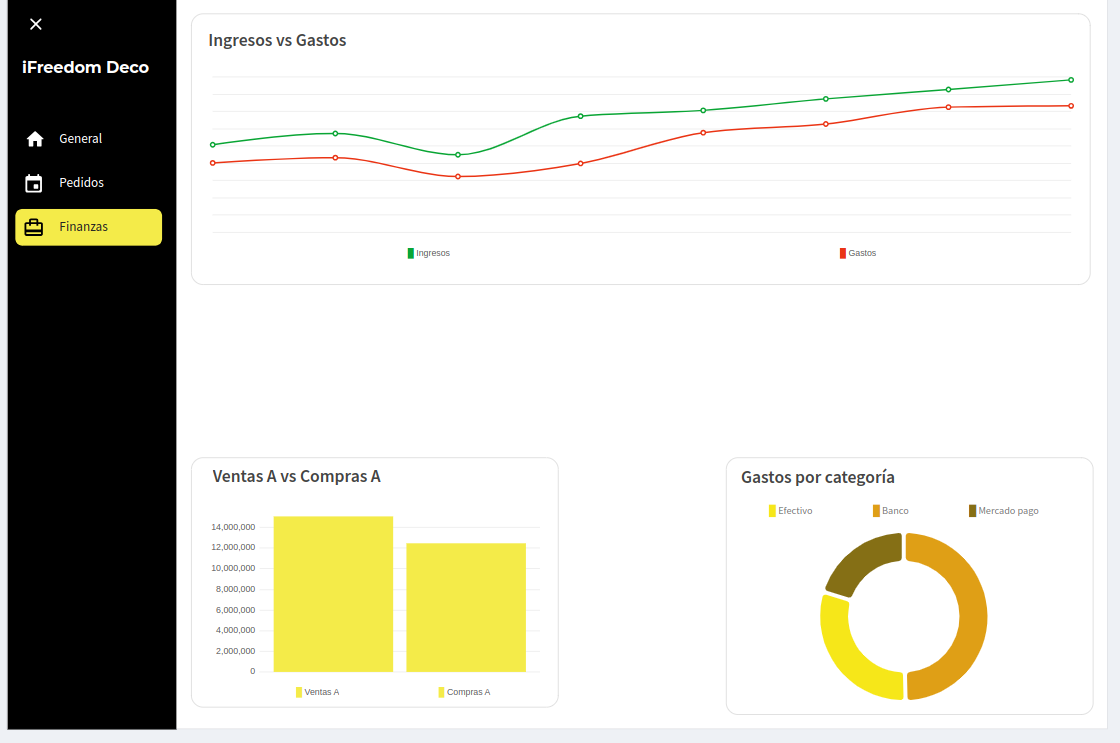 iFreedom Deco
General
Pedidos
Finanzas
Ingresos vs Gastos
Ingresos Gastos
Ventas A vs Compras A
14,000,000
12,000,000
10,000,000
8,000,000
6,000,000
4,000,000
2,000,000
0
Ventas A Compras A
Gastos por categoría
Efectivo Banco Mercado pago